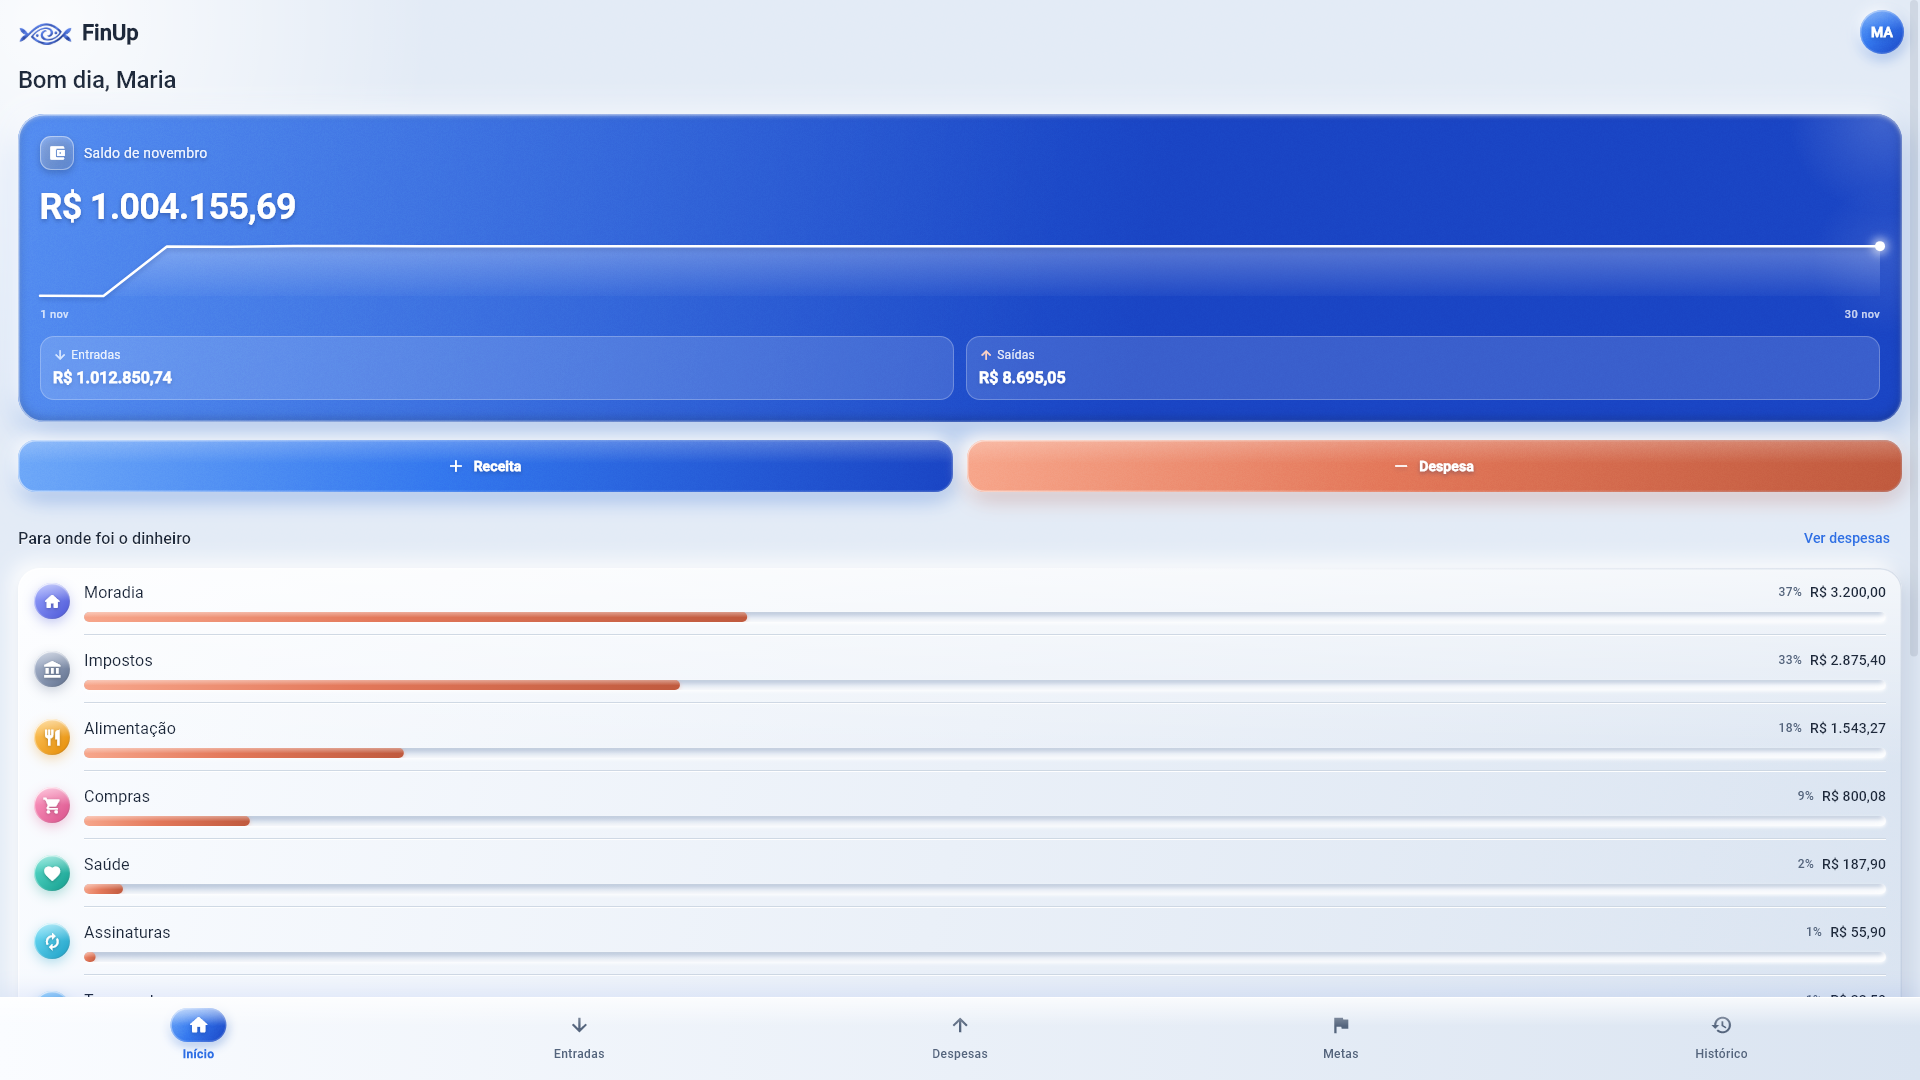 FinUp
MA
Bom dia, Maria
Saldo de novembro
R$ 1.004.155,69
1 nov
30 nov
Entradas
R$ 1.012.850,74
Saídas
R$ 8.695,05
Receita
Despesa
Para onde foi o dinheiro
Ver despesas
Moradia
37% R$ 3.200,00
Impostos
33% R$ 2.875,40
Alimentação
18% R$ 1.543,27
Compras
9% R$ 800,08
Saúde
2% R$ 187,90
Assinaturas
1% R$ 55,90
Início
Entradas
Despesas
Metas
Histórico